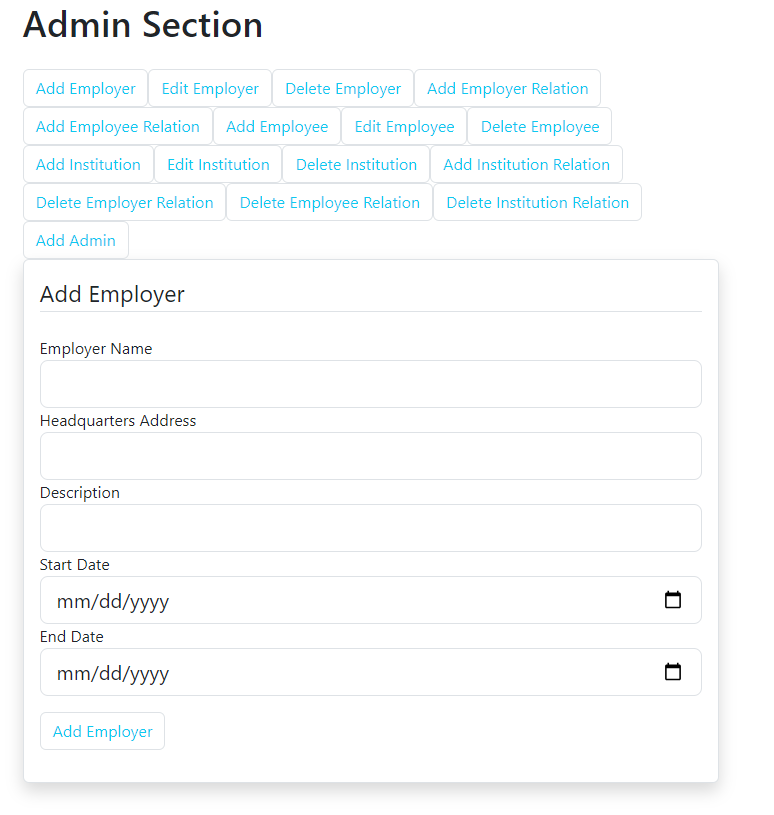 Admin Section
Add Employer Edit Employer Delete Employer Add Employer Relation
Add Employee Relation Add Employee Edit Employee Delete Employee
Add Institution Edit Institution Delete Institution Add Institution Relation
Delete Employer Relation Delete Employee Relation Delete Institution Relation
Add Admin
Add Employer
Employer Name
Headquarters Address
Description
Start Date
mm/dd/yyyy
End Date
mm/dd/yyyy
Add Employer